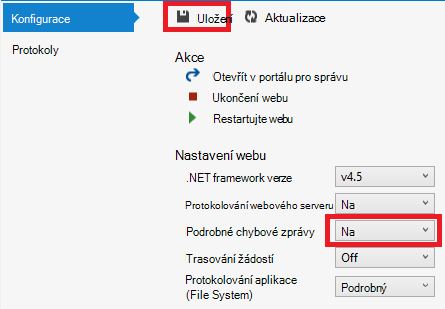 Konfigurace
Protokoly
Uložení Aktualizace
Akce
Otevřít v portálu pro správu
Ukončení webu
Restartujte webu
Nastavení webu
.NET framework verze v4.5
Protokolování webového serveru Na
Podrobné chybové zprávy Na
Trasování žádostí Off
Protokolování aplikace
(File System) Podrobný